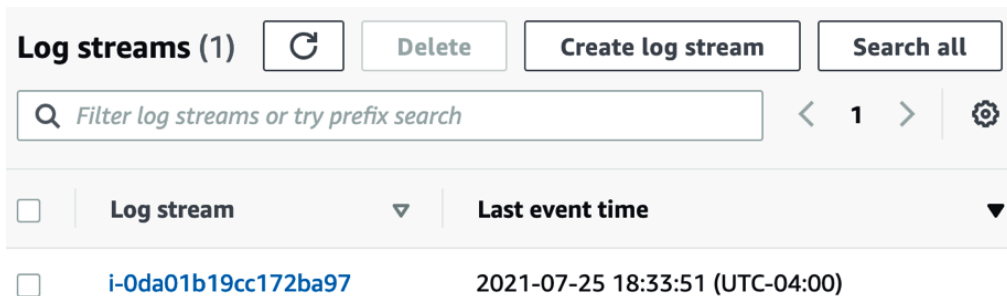 Log streams (1) Delete Create log stream Search all
Filter log streams or try prefix search 1
Log stream Last event time
i-0da01b19cc172ba97 2021-07-25 18:33:51 (UTC-04:00)